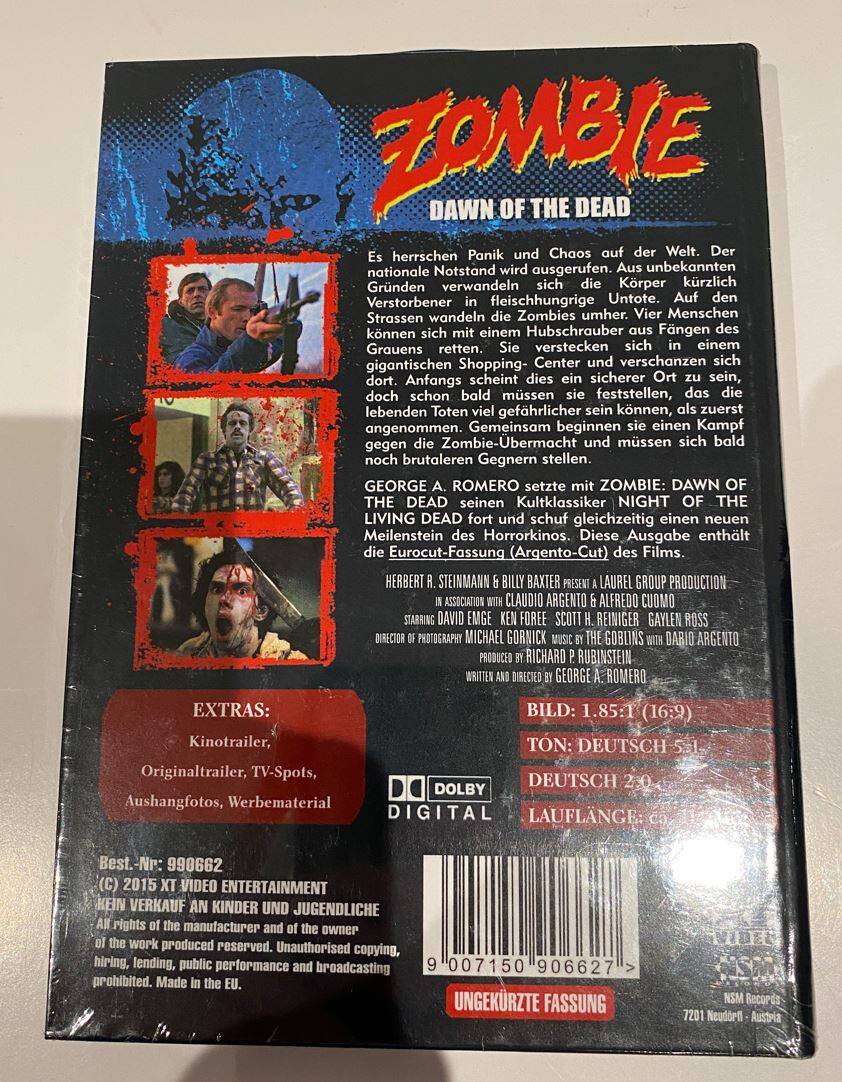 ZOMBIE
DAWN OF THE DEAD
Es herrschen Panik und Chaos auf der Welt. Der
nationale Notstand wird ausgerufen. Aus unbekannten
Gründen verwandeln sich die Körper kürzlich
Verstorbener in fleischhungrige Untote. Auf den
Strassen wandeln die Zombies umher. Vier Menschen
können sich mit einem Hubschrauber aus Fängen des
Grauens retten. Sie verstecken sich in einem
gigantischen Shopping- Center und verschanzen sich
dort. Anfangs scheint dies ein sicherer Ort zu sein,
doch schon bald müssen sie feststellen, das die
lebenden Toten viel gefährlicher sein können, als zuerst
angenommen. Gemeinsam beginnen sie einen Kampf
gegen die Zombie-Übermacht und müssen sich bald
noch brutaleren Gegnern stellen.
GEORGE A. ROMERO setzte mit ZOMBIE: DAWN OF
THE DEAD seinen Kultklassiker NIGHT OF THE
LIVING DEAD fort und schuf gleichzeitig einen neuen
Meilenstein des Horrorkinos. Diese Ausgabe enthält
die Eurocut-Fassung (Argento-Cut) des Films.
HERBERT R. STEINMANN & BILLY BAXTER PRESENT A LAUREL GROUP PRODUCTION
IN ASSOCIATION WITH CLAUDIO ARGENTO & ALFREDO CUOMO
STARRING DAVID EMGE KEN FOREE SCOTT H. REINIGER GAYLEN ROSS
DIRECTOR OF PHOTOGRAPHY MICHAEL GORNICK MUSIC BY THE GOBLINS WITH DARIO ARGENTO
PRODUCED BY RICHARD P. RUBINSTEIN
WRITTEN AND DIRECTED BY GEORGE A. ROMERO
EXTRAS:
Kinotrailer,
Originaltrailer, TV-Spots,
Aushangfotos, Werbematerial
DOLBY
DIGITAL
BILD: 1.85:1 (16:9)
TON: DEUTSCH 5.1,
DEUTSCH 2.0
LAUFLÄNGE: ca.
Best.-Nr: 990662
(C) 2015 XT VIDEO ENTERTAINMENT
KEIN VERKAUF AN KINDER UND JUGENDLICHE
All rights of the manufacturer and of the owner
of the work produced reserved. Unauthorised copying,
hiring, lending, public performance and broadcasting
prohibited. Made in the EU.
9 007150 906627 >
UNGEKÜRZTE FASSUNG
VIDEO
NSM
RECORDS
NSM Records
7201 Neudörfl - Austria